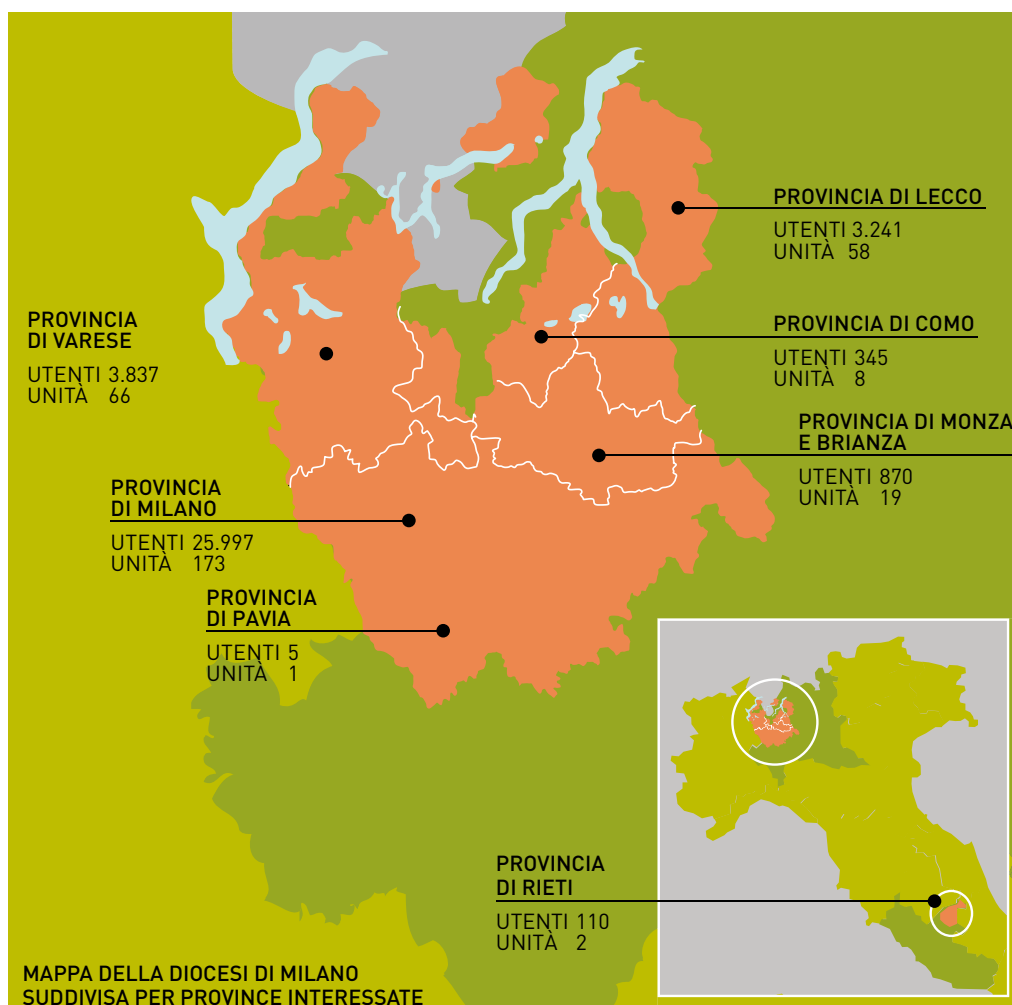 PROVINCIA DI LECCO
UTENTI 3.241
UNITÀ 58
PROVINCIA
DI VARESE
UTENTI 3.837
UNITÀ 66
PROVINCIA DI COMO
UTENTI 345
UNITÀ 8
PROVINCIA DI MONZA
E BRIANZA
UTENTI 870
UNITÀ 19
PROVINCIA
DI MILANO
UTENTI 25.997
UNITÀ 173
PROVINCIA
DI PAVIA
UTENTI 5
UNITÀ 1
PROVINCIA
DI RIETI
UTENTI 110
UNITÀ 2
MAPPA DELLA DIOCESI DI MILANO
SUDDIVISA PER PROVINCE INTERESSATE